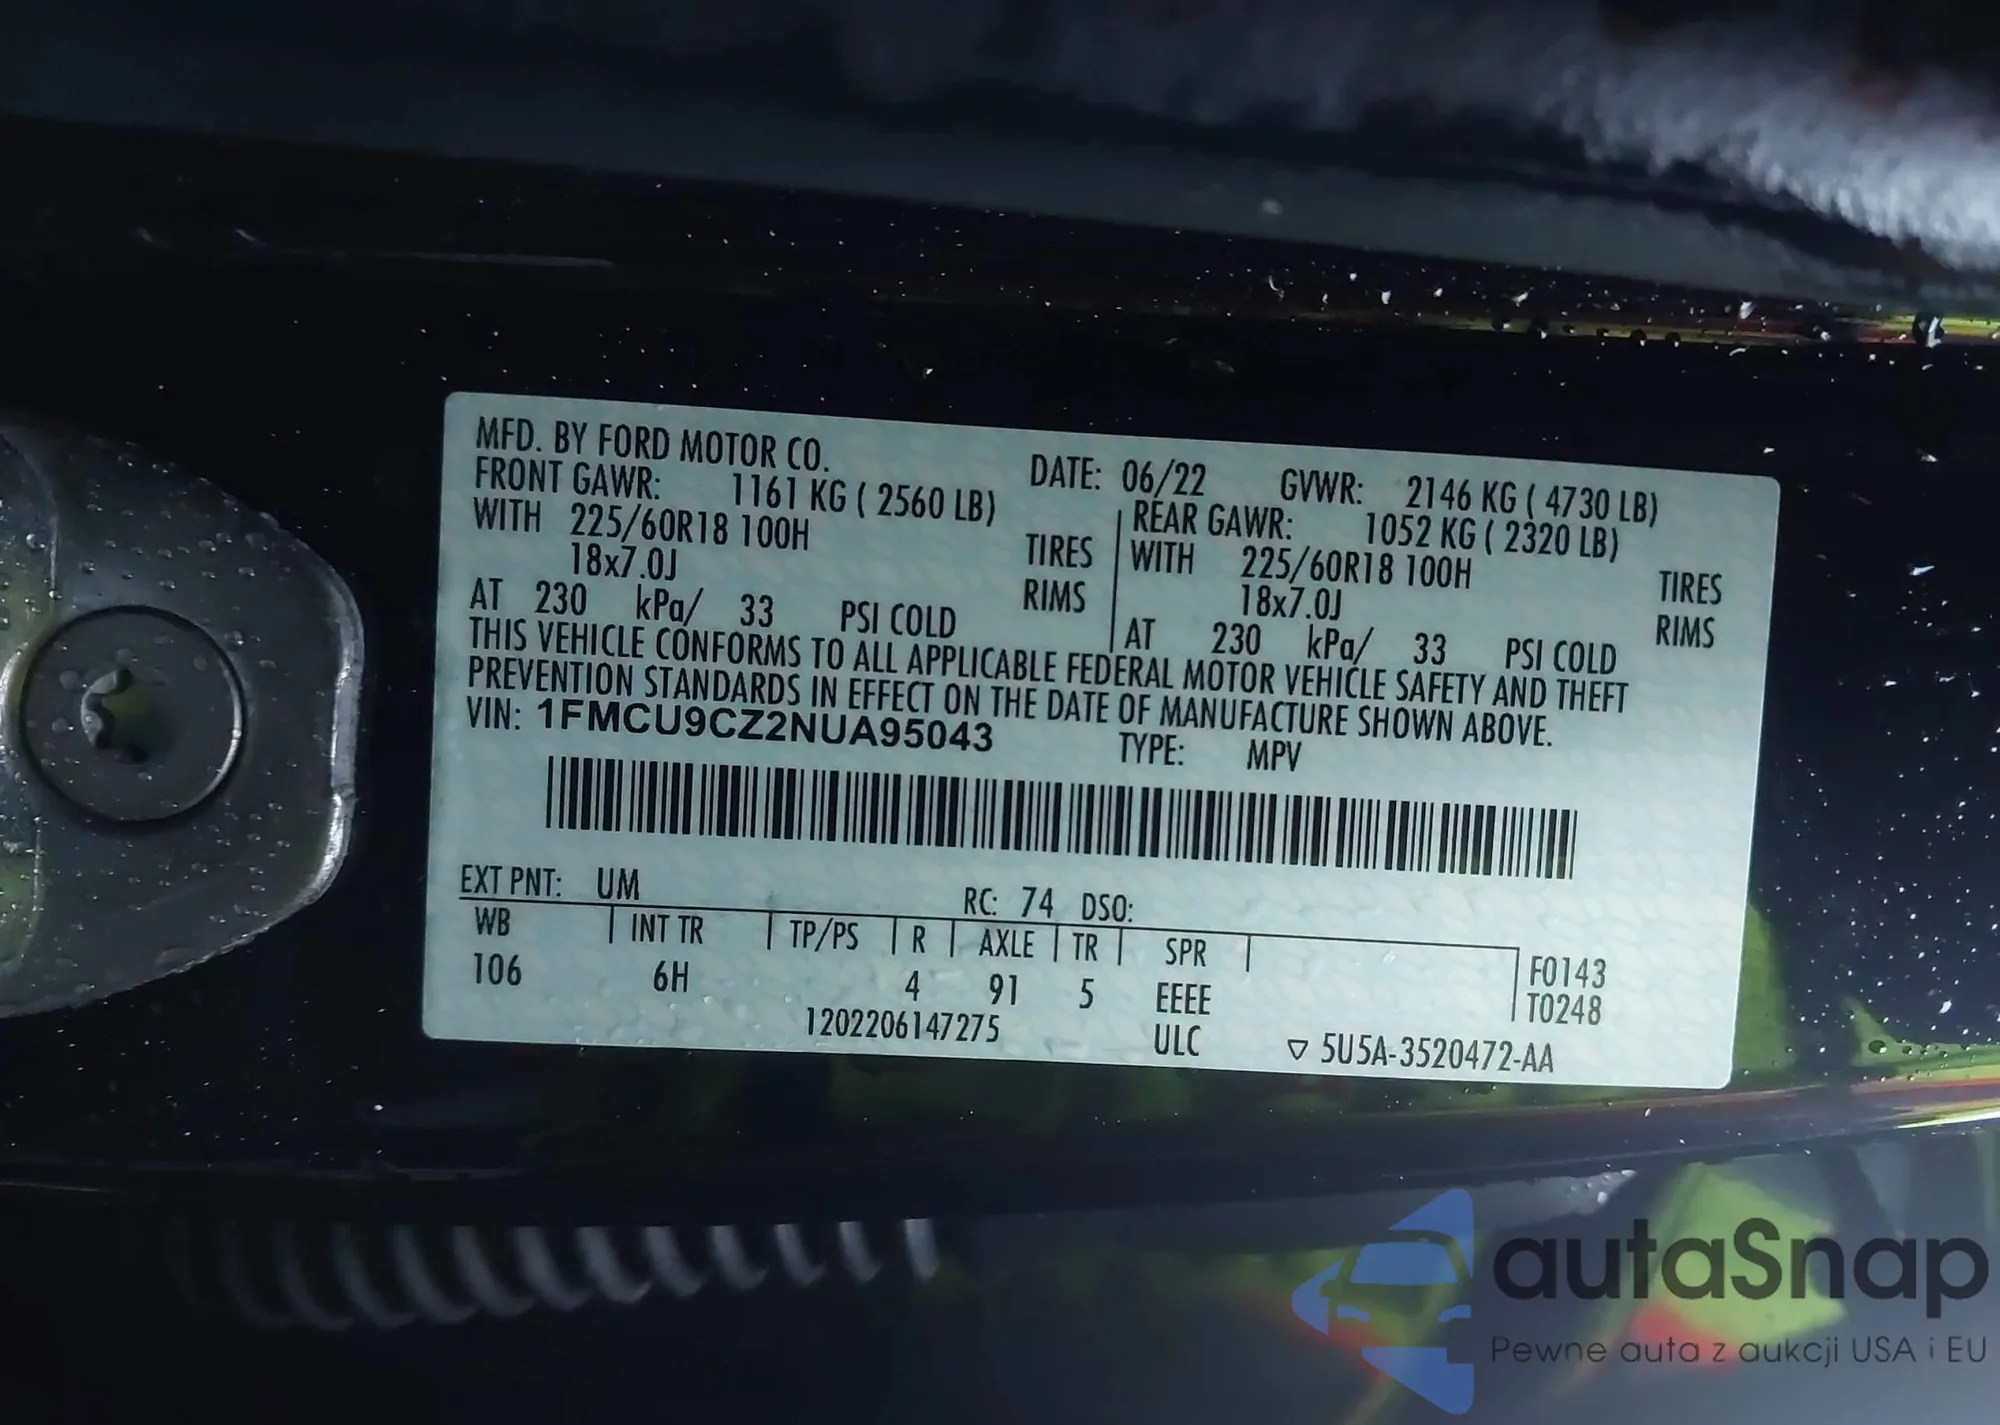 MFD. BY FORD MOTOR CO.
DATE: 06/22 GVWR: 2146 KG ( 4730 LB)
FRONT GAWR: 1161 KG ( 2560 LB)
WITH 225/60R18 100H TIRES
18x7.0J RIMS
AT 230 kPa/ 33 PSI COLD
REAR GAWR: 1052 KG ( 2320 LB)
WITH 225/60R18 100H TIRES
18x7.0J RIMS
AT 230 kPa/ 33 PSI COLD
THIS VEHICLE CONFORMS TO ALL APPLICABLE FEDERAL MOTOR VEHICLE SAFETY AND THEFT
PREVENTION STANDARDS IN EFFECT ON THE DATE OF MANUFACTURE SHOWN ABOVE.
VIN: 1FMCU9CZ2NUA95043 TYPE: MPV
EXT PNT: UM RC: 74 DSO:
WB INT TR TP/PS R AXLE TR SPR
106 6H 4 91 5 EEEE
F0143
T0248
1202206147275 ULC ▽ 5U5A-3520472-AA
autaSnap
Pewne auta z aukcji USA i EU